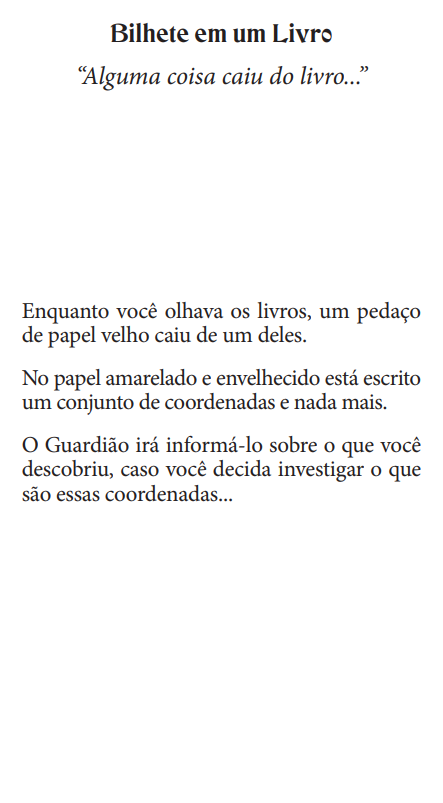 Bilhete em um Livro
“Alguma coisa caiu do livro...”
Enquanto você olhava os livros, um pedaço
de papel velho caiu de um deles.
No papel amarelado e envelhecido está escrito
um conjunto de coordenadas e nada mais.
O Guardião irá informá-lo sobre o que você
descobriu, caso você decida investigar o que
são essas coordenadas...